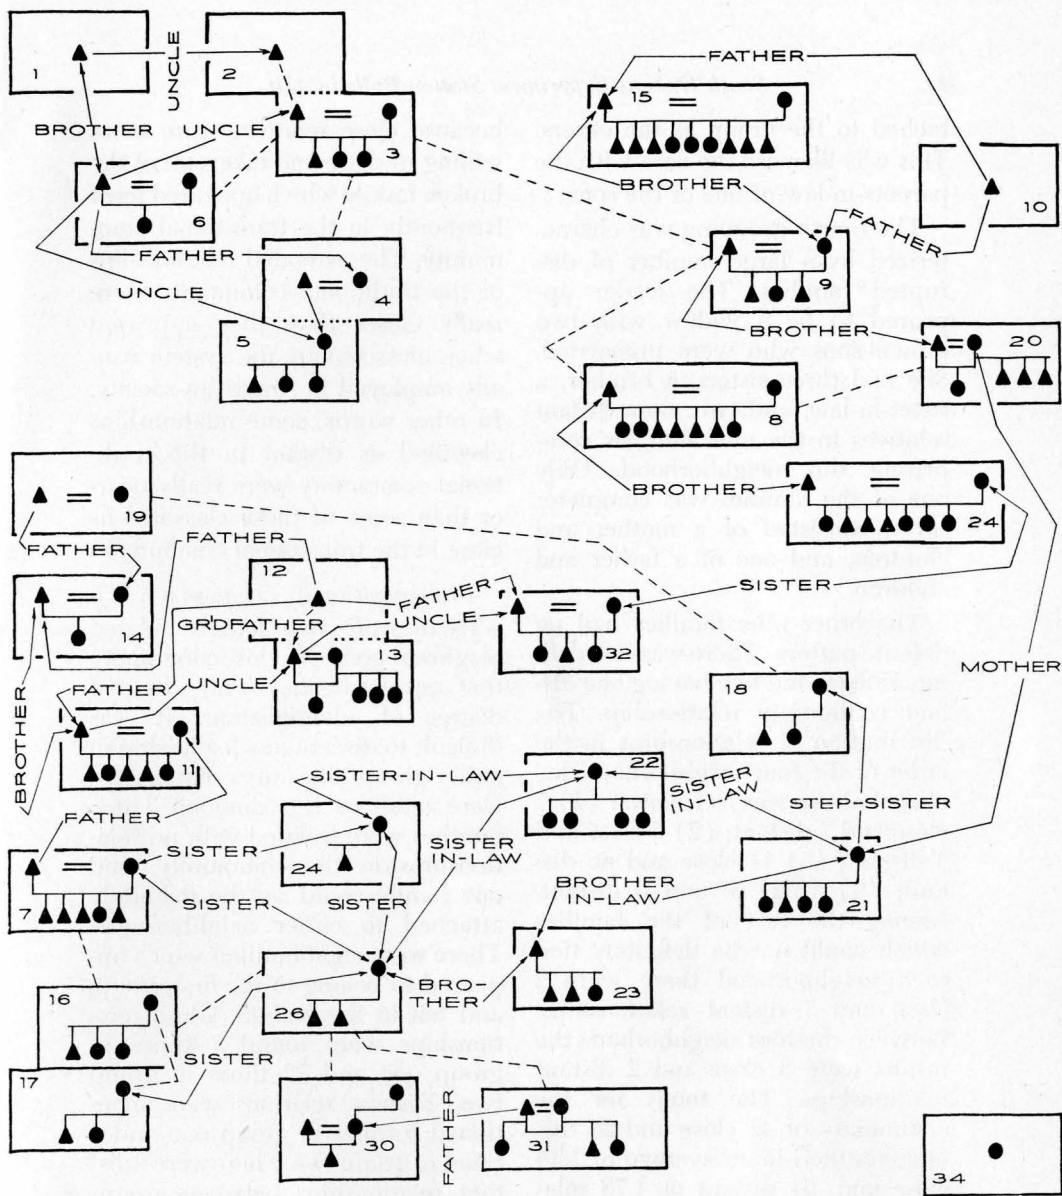 1
UNCLE
2
FATHER
15
BROTHER
UNCLE
3
BROTHER
10
6
FATHER
9
FATHER
UNCLE
4
5
BROTHER
20
8
BROTHER
24
19
FATHER
FATHER
12
FATHER
UNCLE
SISTER
14
GR'DFATHER
13
32
FATHER
UNCLE
18
MOTHER
BROTHER
SISTER-IN-LAW
22
SISTER
IN-LAW
STEP-SISTER
FATHER
SISTER
SISTER
IN-LAW
24
7
SISTER
SISTER
BROTHER
IN-LAW
21
BRO-
THER
16
26
23
SISTER
17
FATHER
31
34